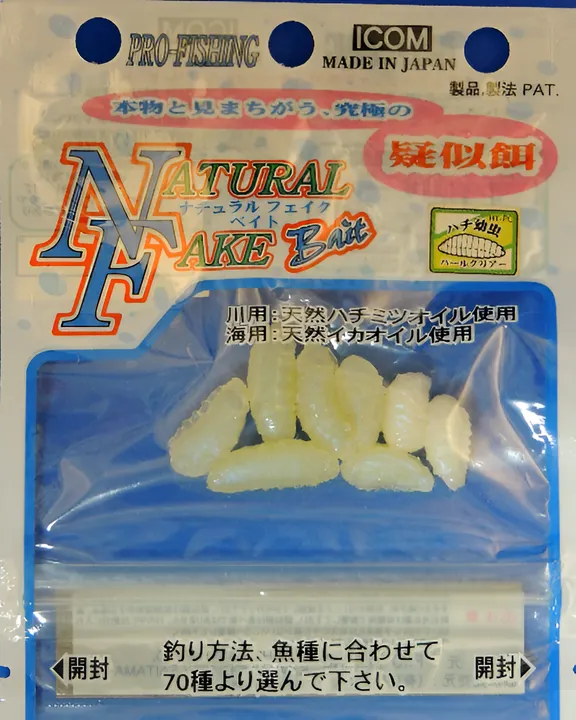 PRO-FISHING
ICOM
MADE IN JAPAN
製品,製法 PAT.
本物と見まちがう、究極の
疑似餌
NATURAL
ナチュラル フェイク
ベイト
FAKE Bait
ハチ幼虫
パールクリアー
川用:天然ハチミツオイル使用
海用:天然イカオイル使用
釣り方法、魚種に合わせて
開封
開封
70種より選んで下さい。